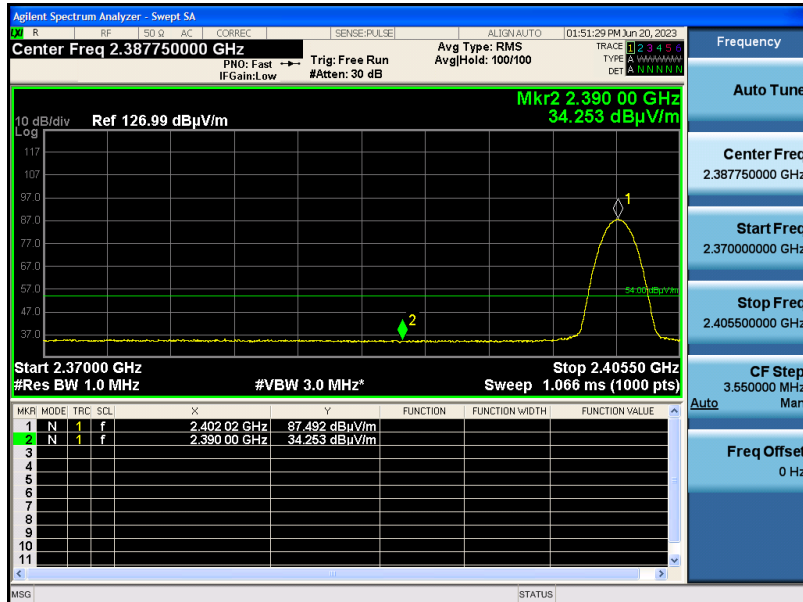 Agilent Spectrum Analyzer - Swept SA
LXI R RF 50 Ω AC CORREC SENSE:PULSE ALIGN AUTO 01:51:29 PM Jun 20, 2023
Center Freq 2.387750000 GHz
PNO: Fast
IFGain:Low
Trig: Free Run
#Atten: 30 dB
Avg Type: RMS
Avg|Hold: 100/100
TRACE 1 2 3 4 5 6
TYPE A WWWWW
DET A N N N N N
Mkr2 2.390 00 GHz
34.253 dBμV/m
10 dB/div Ref 126.99 dBμV/m
Log
117
107
97.0
87.0
77.0
67.0
57.0
47.0
37.0
1
2
54.00 dBμV/m
Start 2.37000 GHz Stop 2.40550 GHz
#Res BW 1.0 MHz #VBW 3.0 MHz* Sweep 1.066 ms (1000 pts)
MKR MODE TRC SCL X Y FUNCTION FUNCTION WIDTH FUNCTION VALUE
1 N 1 f 2.402 02 GHz 87.492 dBμV/m
2 N 1 f 2.390 00 GHz 34.253 dBμV/m
3
4
5
6
7
8
9
10
11
MSG STATUS
Frequency
Auto Tune
Center Freq
2.387750000 GHz
Start Freq
2.370000000 GHz
Stop Freq
2.405500000 GHz
CF Step
3.550000 MHz
Auto Man
Freq Offset
0 Hz